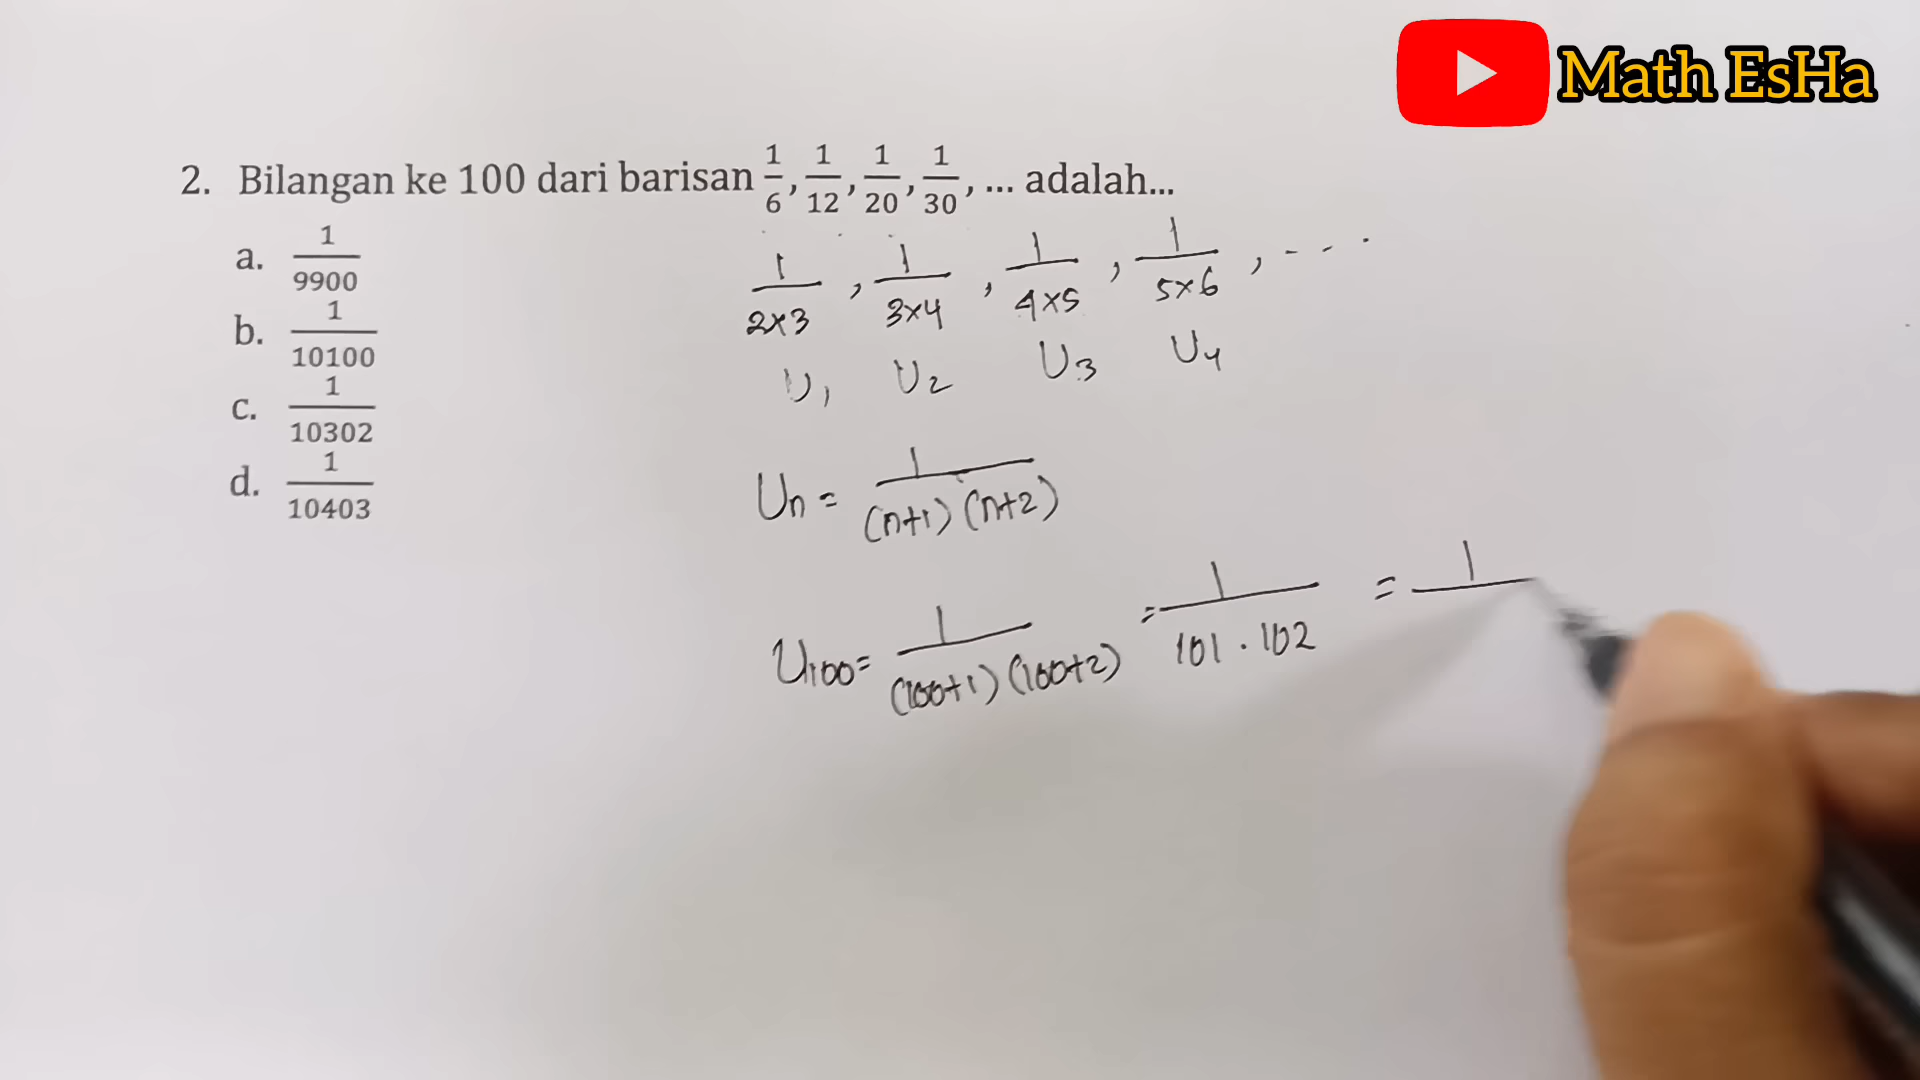 Math EsHa
2. Bilangan ke 100 dari barisan 1/6, 1/12, 1/20, 1/30, ... adalah...
a. 1/9900
b. 1/10100
c. 1/10302
d. 1/10403
1/2×3, 1/3×4, 1/4×5, 1/5×6, ....
U1 U2 U3 U4
Un = 1/(n+1)(n+2)
U100 = 1/(100+1)(100+2) = 1/101.102 = 1/